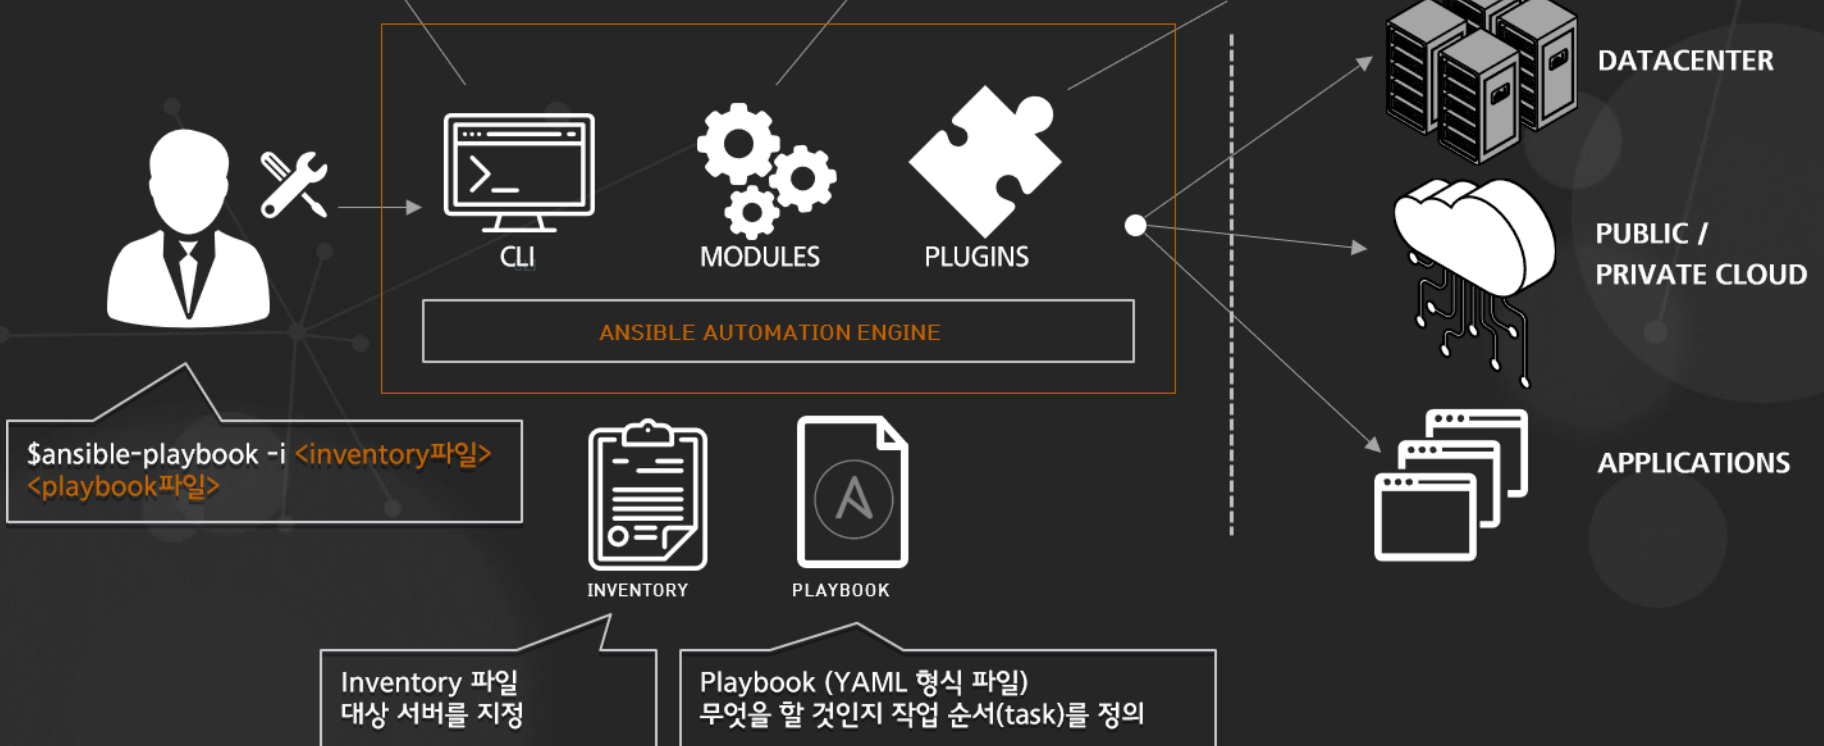 DATACENTER
CLI
MODULES
PLUGINS
PUBLIC /
PRIVATE CLOUD
ANSIBLE AUTOMATION ENGINE
$ansible-playbook -i <inventory파일>
<playbook파일>
APPLICATIONS
INVENTORY
PLAYBOOK
Inventory 파일
대상 서버를 지정
Playbook (YAML 형식 파일)
무엇을 할 것인지 작업 순서(task)를 정의